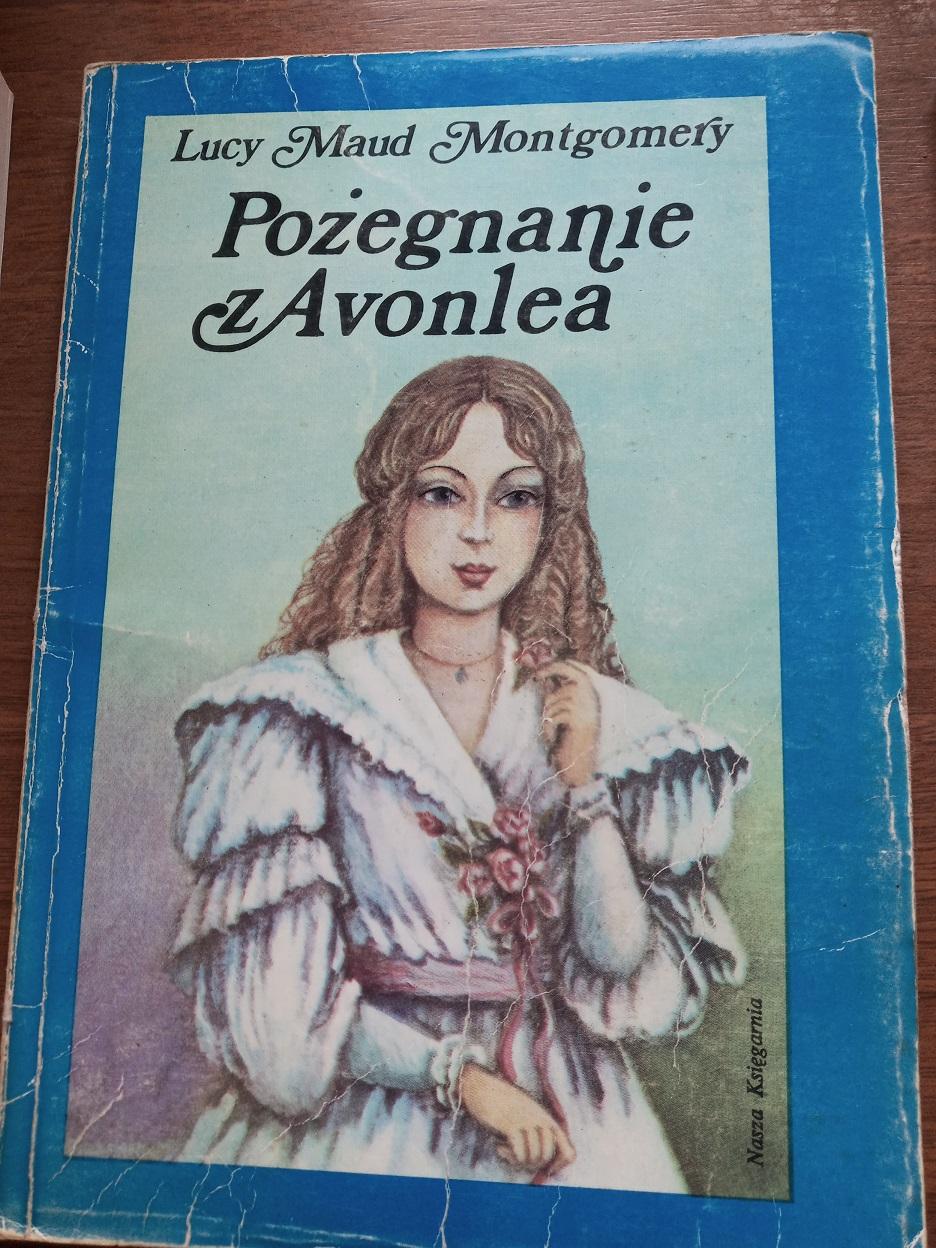 Lucy Maud Montgomery
Pożegnanie
z Avonlea
Nasza Księgarnia